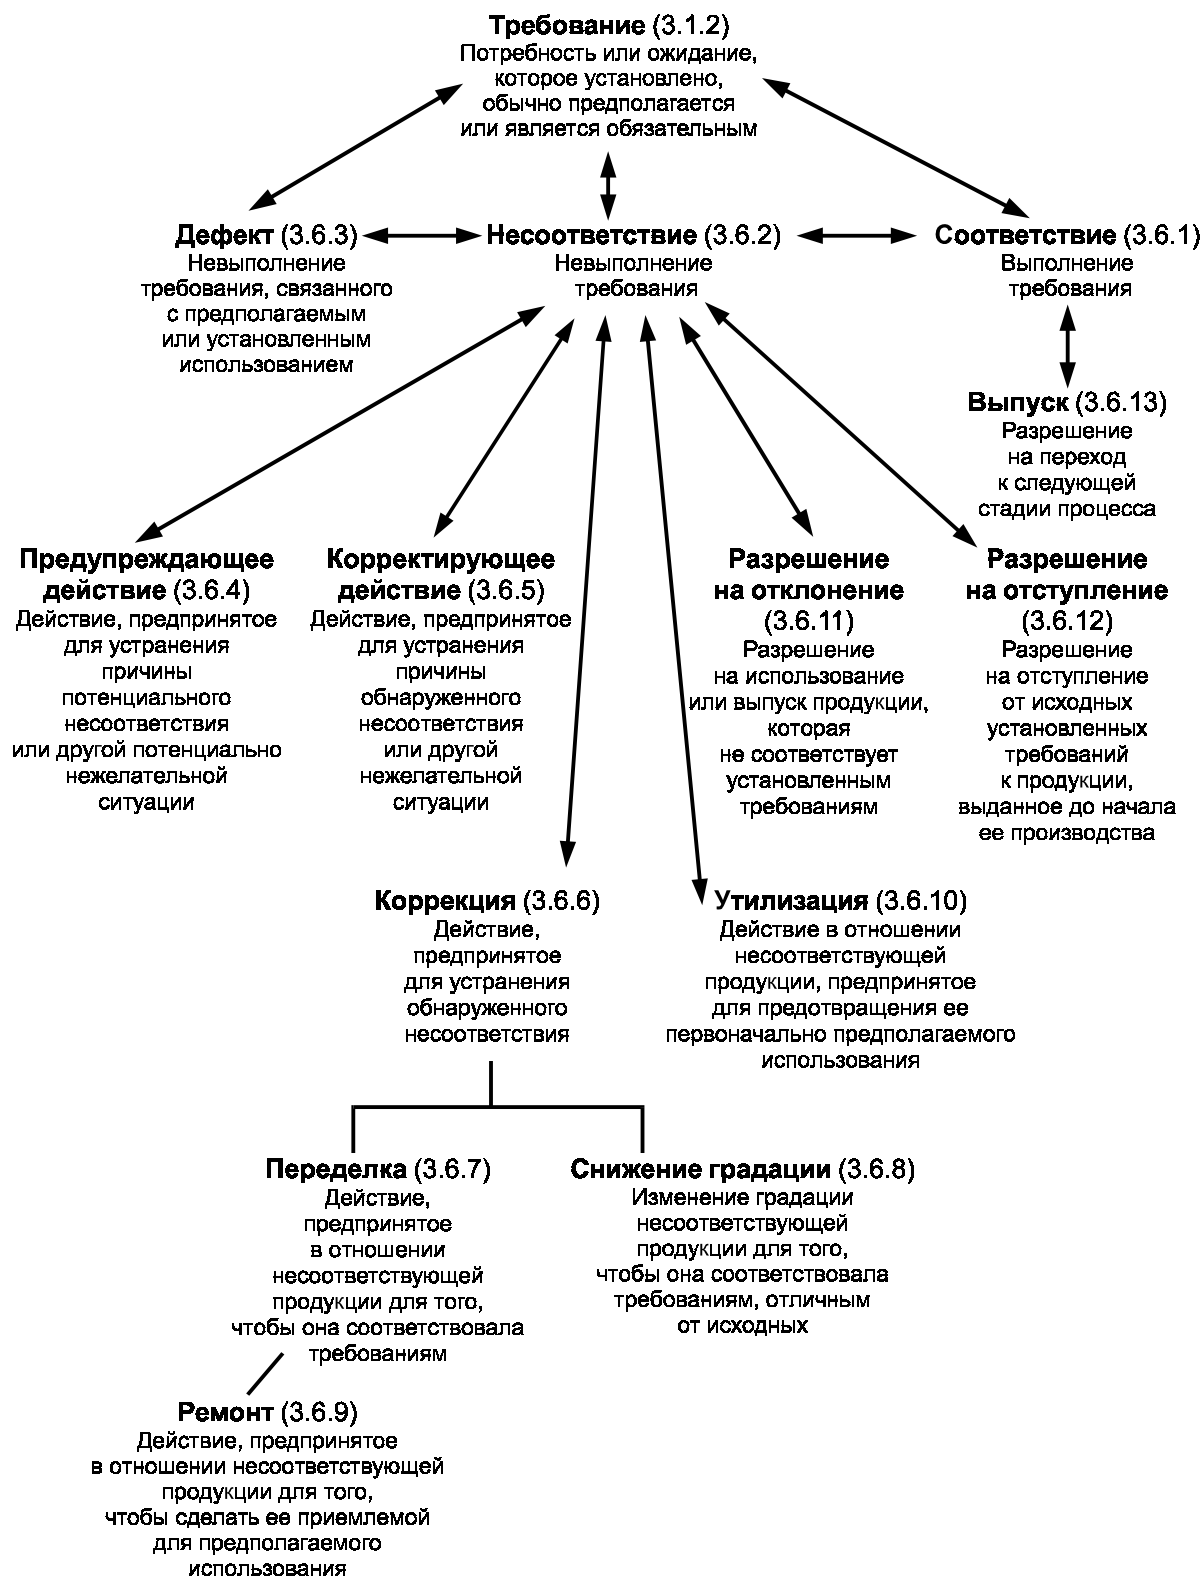 Требование (3.1.2)
Потребность или ожидание,
которое установлено,
обычно предполагается
или является обязательным
Дефект (3.6.3)
Невыполнение
требования, связанного
с предполагаемым
или установленным
использованием
Несоответствие (3.6.2)
Невыполнение
требования
Соответствие (3.6.1)
Выполнение
требования
Выпуск (3.6.13)
Разрешение
на переход
к следующей
стадии процесса
Предупреждающее
действие (3.6.4)
Действие, предпринятое
для устранения
причины
потенциального
несоответствия
или другой потенциально
нежелательной
ситуации
Корректирующее
действие (3.6.5)
Действие, предпринятое
для устранения
причины
обнаруженного
несоответствия
или другой
нежелательной
ситуации
Разрешение
на отклонение
(3.6.11)
Разрешение
на использование
или выпуск продукции,
которая
не соответствует
установленным
требованиям
Разрешение
на отступление
(3.6.12)
Разрешение
на отступление
от исходных
установленных
требований
к продукции,
выданное до начала
ее производства
Коррекция (3.6.6)
Действие,
предпринятое
для устранения
обнаруженного
несоответствия
Утилизация (3.6.10)
Действие в отношении
несоответствующей
продукции, предпринятое
для предотвращения ее
первоначально предполагаемого
использования
Переделка (3.6.7)
Действие,
предпринятое
в отношении
несоответствующей
продукции для того,
чтобы она соответствовала
требованиям
Снижение градации (3.6.8)
Изменение градации
несоответствующей
продукции для того,
чтобы она соответствовала
требованиям, отличным
от исходных
Ремонт (3.6.9)
Действие, предпринятое
в отношении несоответствующей
продукции для того,
чтобы сделать ее приемлемой
для предполагаемого
использования